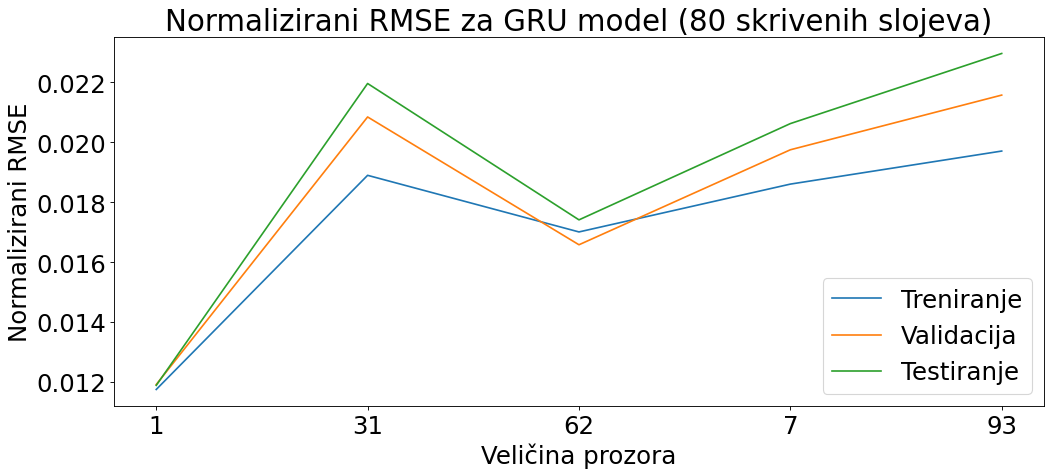 Normalizirani RMSE za GRU model (80 skrivenih slojeva)
Normalizirani RMSE
0.022
0.020
0.018
0.016
0.014
0.012
Treniranje
Validacija
Testiranje
1 31 62 7 93
Veličina prozora